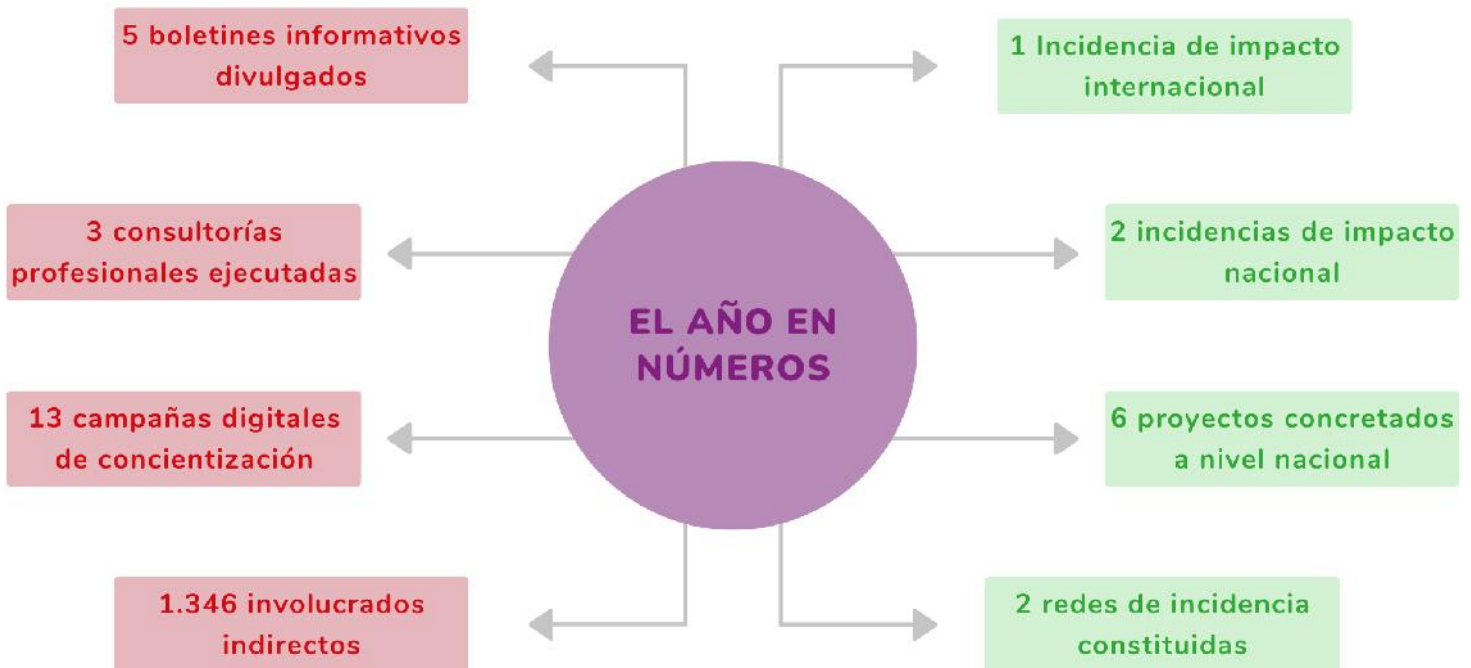 5 boletines informativos
divulgados
1 Incidencia de impacto
internacional
3 consultorías
profesionales ejecutadas
2 incidencias de impacto
nacional
EL AÑO EN
NÚMEROS
13 campañas digitales
de concientización
6 proyectos concretados
a nivel nacional
1.346 involucrados
indirectos
2 redes de incidencia
constituidas